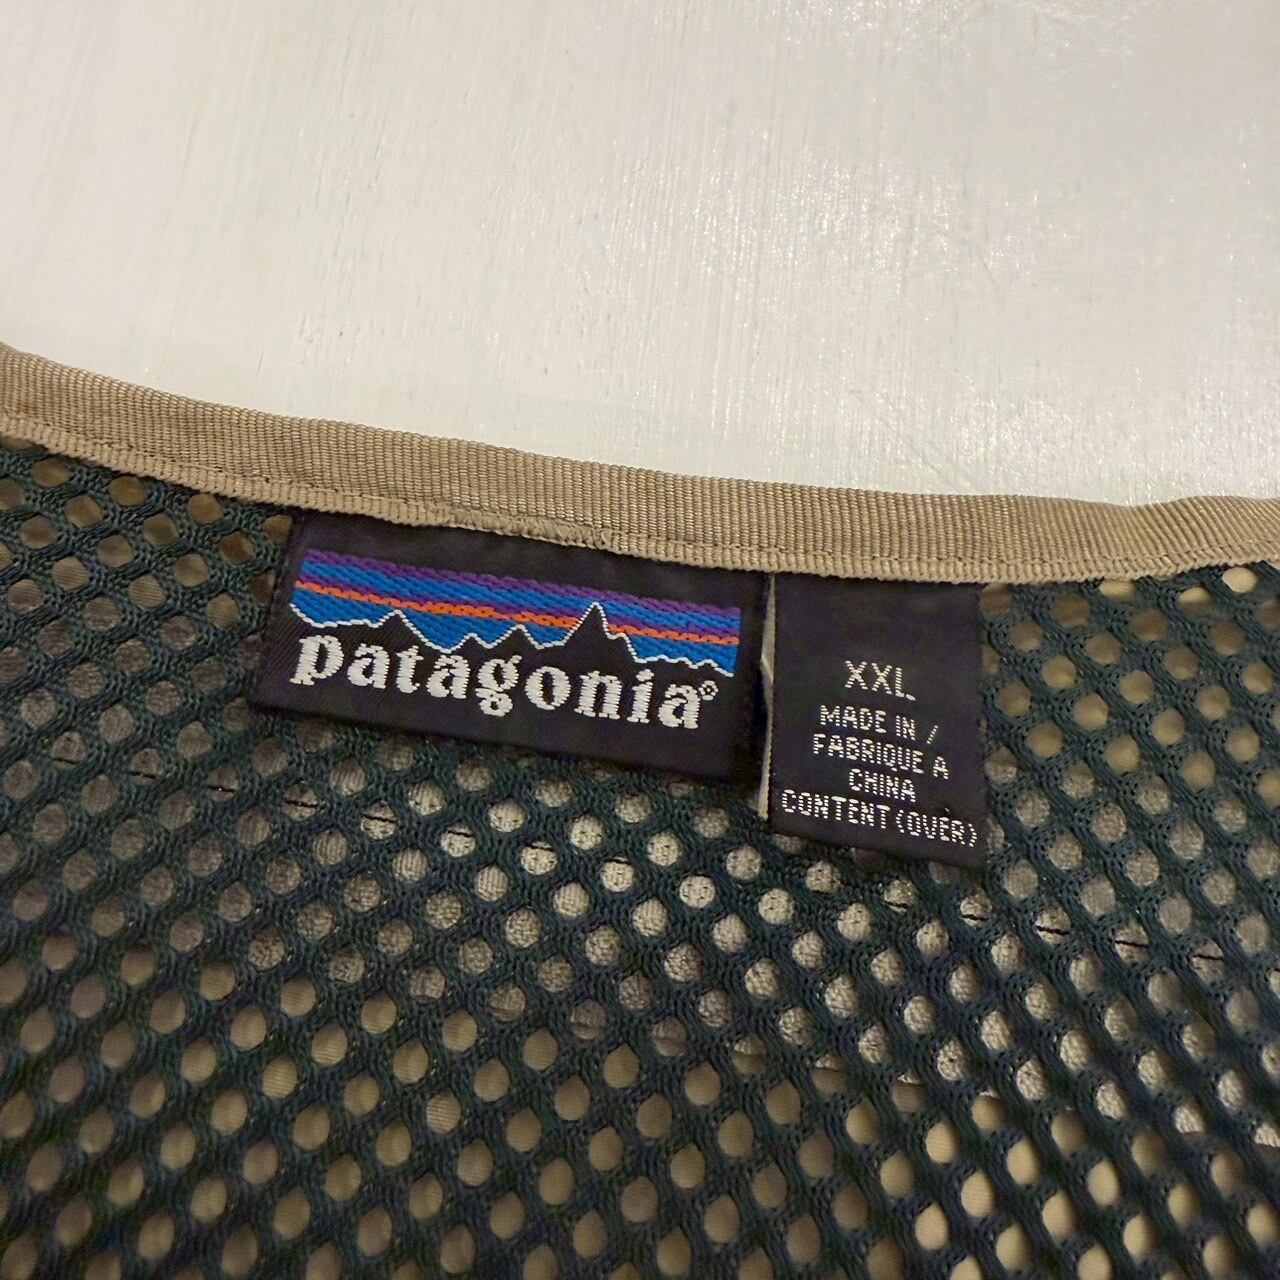 patagonia®
XXL
MADE IN /
FABRIQUE A
CHINA
CONTENT (OVER)